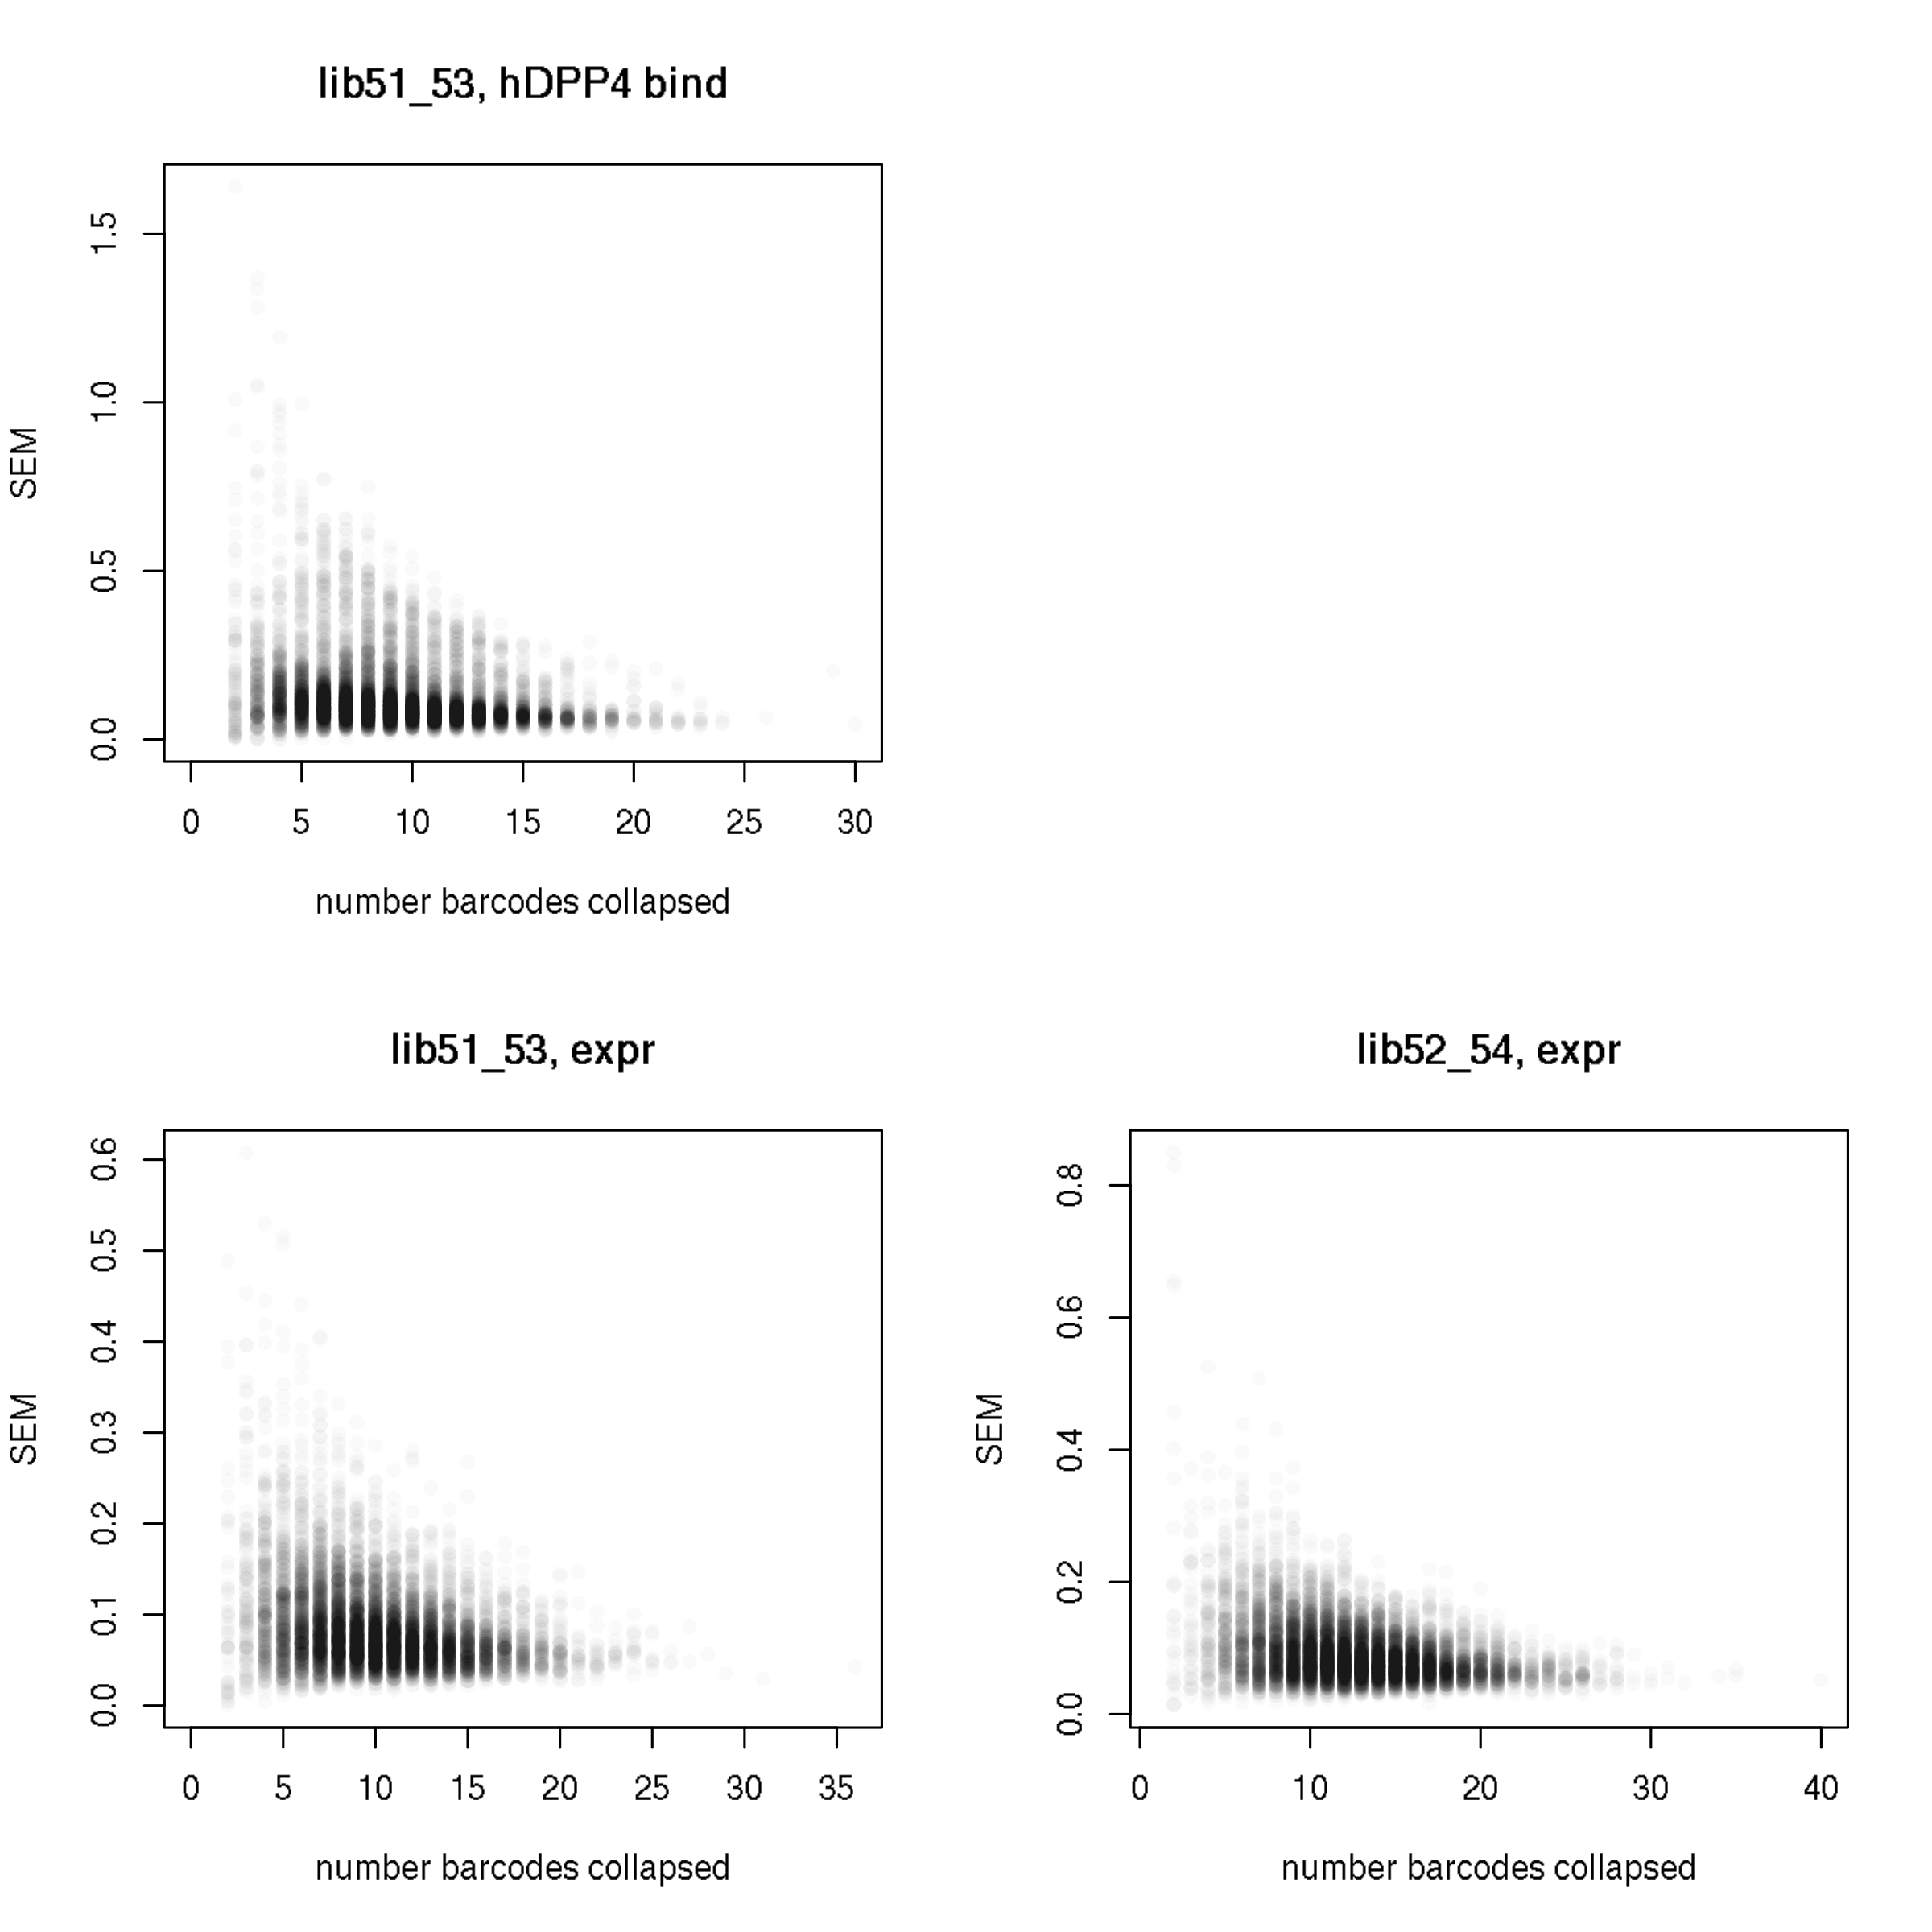 lib51_53, hDPP4 bind
SEM
1.5
1.0
0.5
0.0
0 5 10 15 20 25 30
number barcodes collapsed
lib51_53, expr
SEM
0.6
0.5
0.4
0.3
0.2
0.1
0.0
0 5 10 15 20 25 30 35
number barcodes collapsed
lib52_54, expr
SEM
0.8
0.6
0.4
0.2
0.0
0 10 20 30 40
number barcodes collapsed